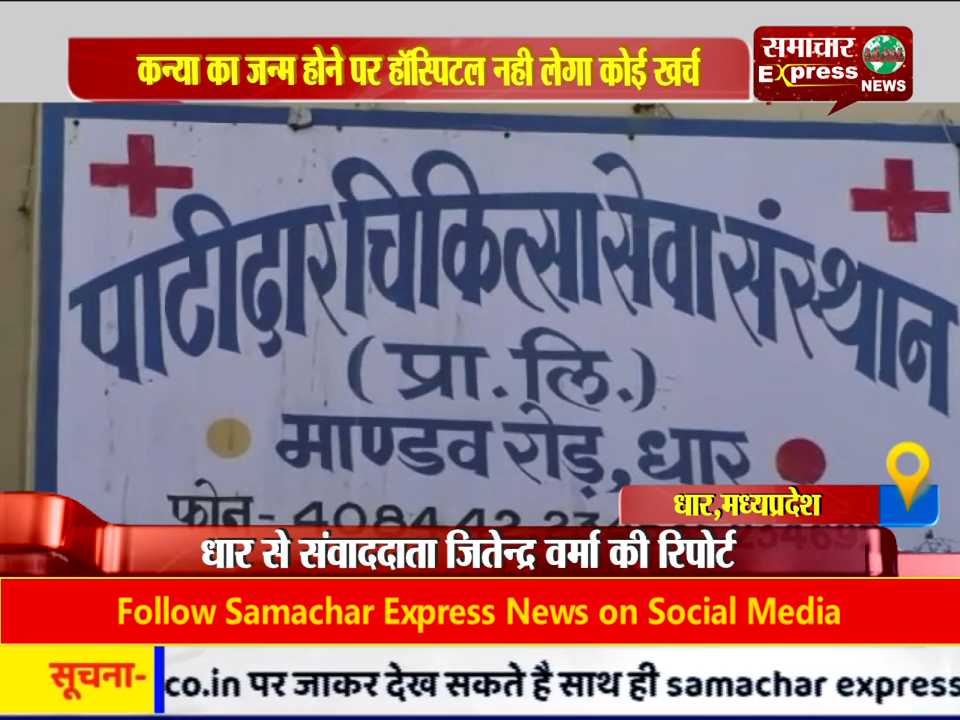 कन्या का जन्म होने पर हॉस्पिटल नही लेगा कोई खर्च
समाचार
Express
NEWS
पाटीदार चिकित्सा सेवा संस्थान
(प्रा. लि.)
माण्डव रोड़, धार
फोन-
धार,मध्यप्रदेश
धार से संवाददाता जितेन्द्र वर्मा की रिपोर्ट
Follow Samachar Express News on Social Media
सूचना- co.in पर जाकर देख सकते है साथ ही samachar express